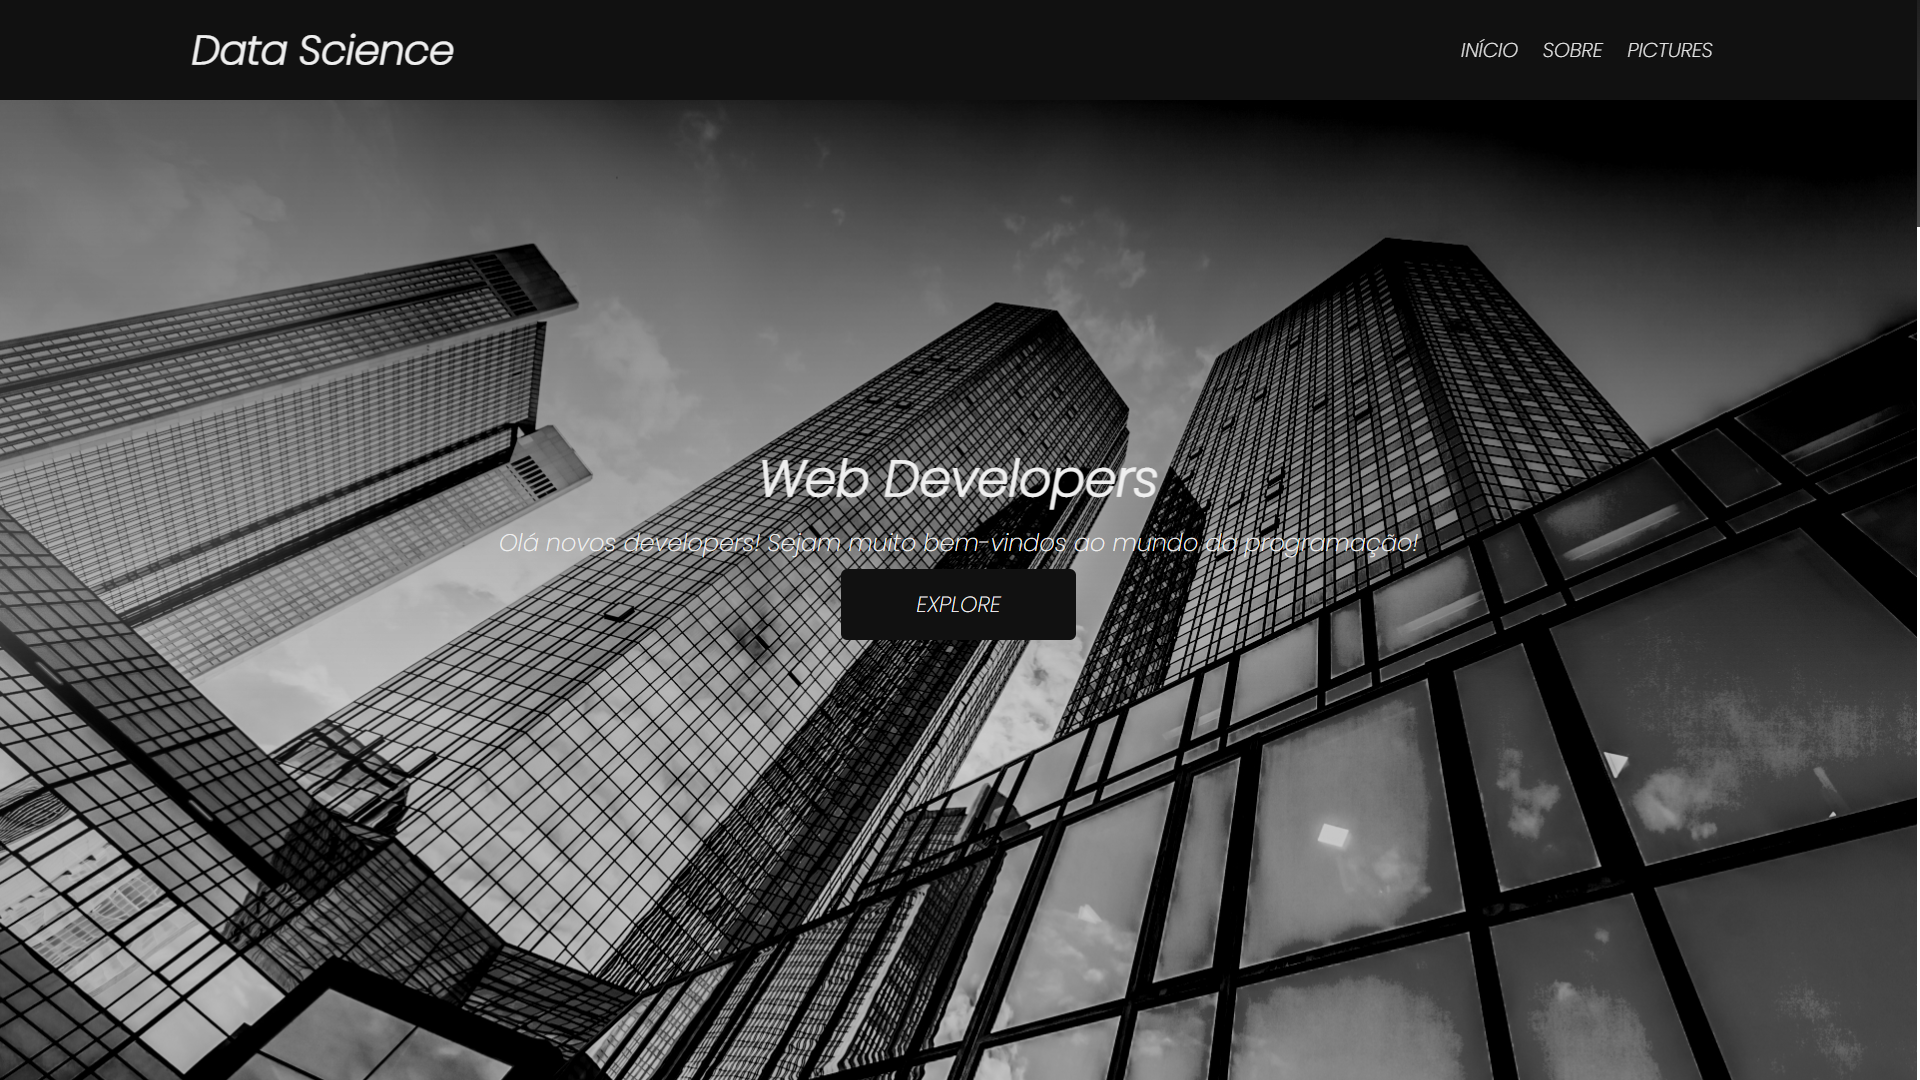 Data Science
INÍCIO SOBRE PICTURES
Web Developers
Olá novos developers! Sejam muito bem-vindos ao mundo da programação!
EXPLORE